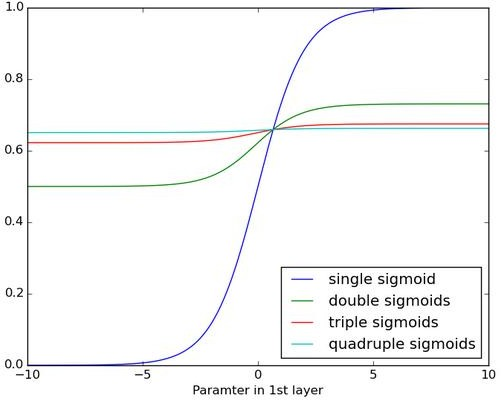 1.0
0.8
0.6
0.4
0.2
0.0
single sigmoid
double sigmoids
triple sigmoids
quadruple sigmoids
−10 −5 0 5 10
Paramter in 1st layer